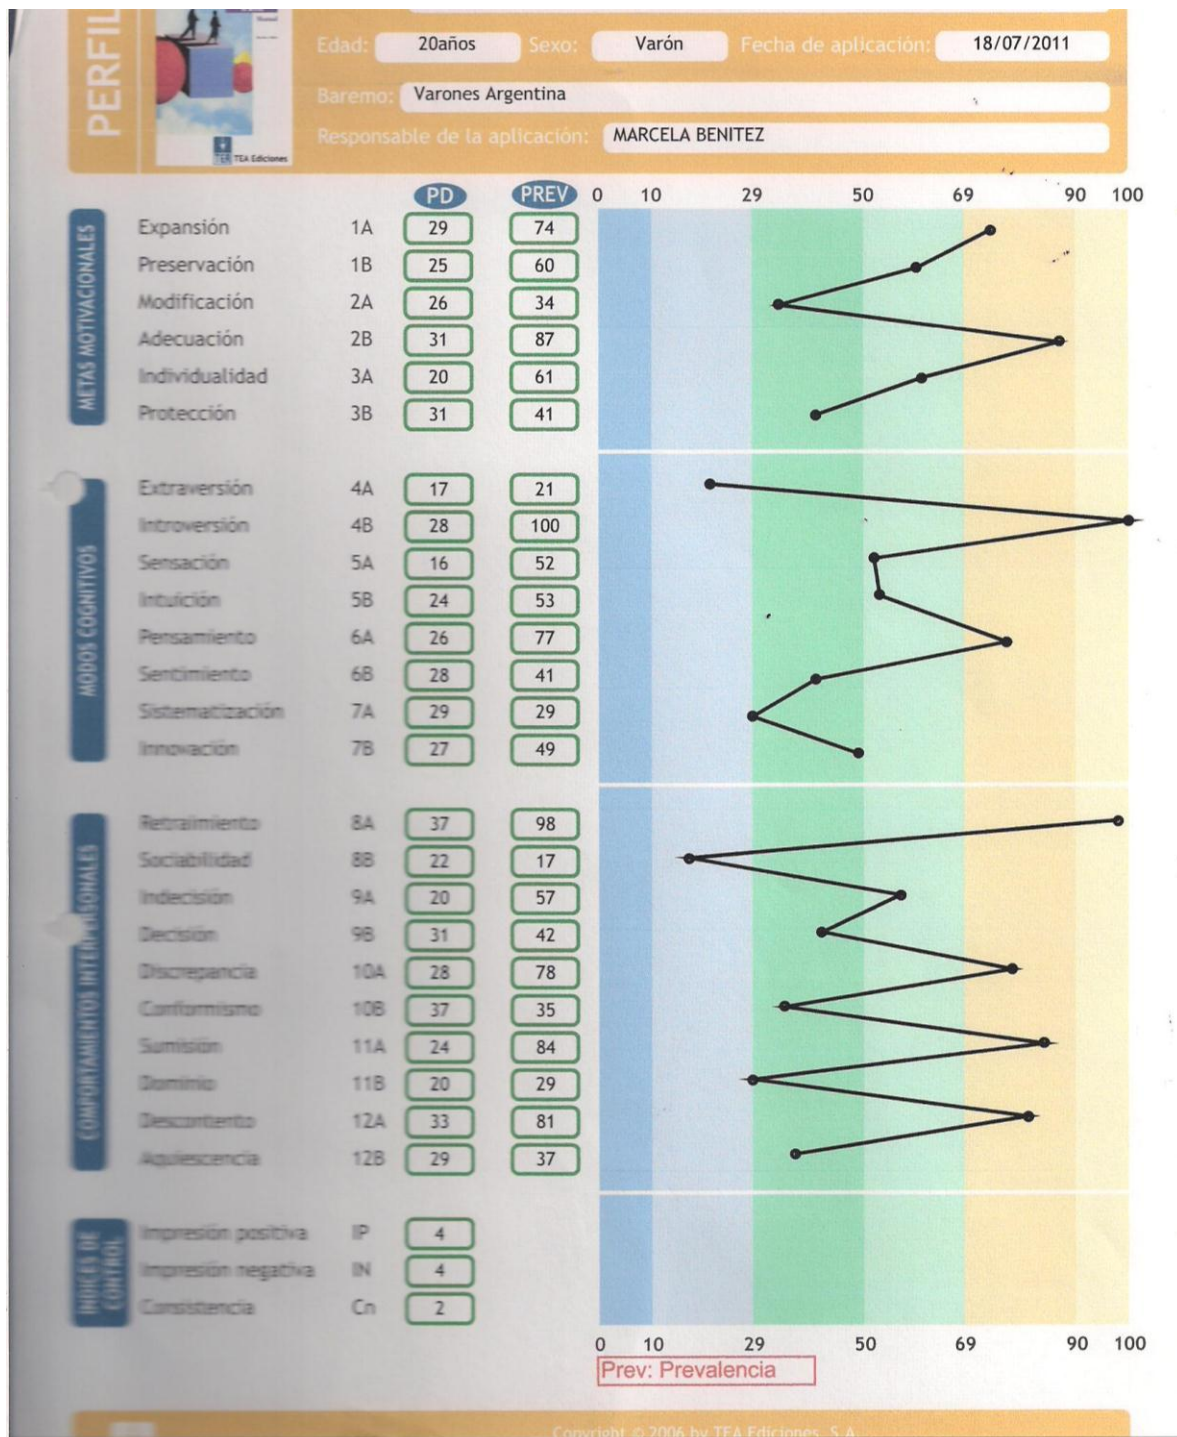 PERFIL
Manual
TEA Ediciones
Edad: 20años Sexo: Varón Fecha de aplicación: 18/07/2011
Baremo: Varones Argentina
Responsable de la aplicación: MARCELA BENITEZ
PD PREV 0 10 29 50 69 90 100
METAS MOTIVACIONALES
Expansión 1A 29 74
Preservación 1B 25 60
Modificación 2A 26 34
Adecuación 2B 31 87
Individualidad 3A 20 61
Protección 3B 31 41
MODOS COGNITIVOS
Extraversión 4A 17 21
Introversión 4B 28 100
Sensación 5A 16 52
Intuición 5B 24 53
Pensamiento 6A 26 77
Sentimiento 6B 28 41
Sistematización 7A 29 29
Innovación 7B 27 49
COMPORTAMIENTOS INTERPERSONALES
Retraimiento 8A 37 98
Sociabilidad 8B 22 17
Indecisión 9A 20 57
Decisión 9B 31 42
Discrepancia 10A 28 78
Conformismo 10B 37 35
Sumisión 11A 24 84
Dominio 11B 20 29
Descontento 12A 33 81
Aquiescencia 12B 29 37
ÍNDICES DE CONTROL
Impresión positiva IP 4
Impresión negativa IN 4
Consistencia Cn 2
0 10 29 50 69 90 100
Prev: Prevalencia
Copyright © 2006 by TEA Ediciones, S.A.